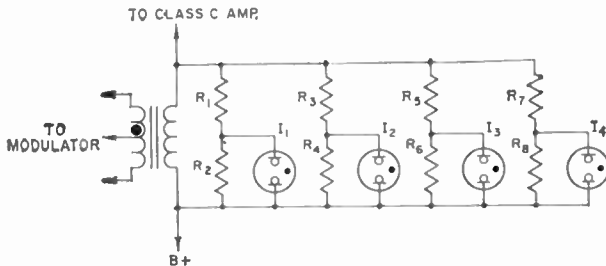 TO CLASS C AMP.
R1
R3
R5
R7
I1
I2
I3
I4
TO
MODULATOR
R2
R4
R6
R8
B+